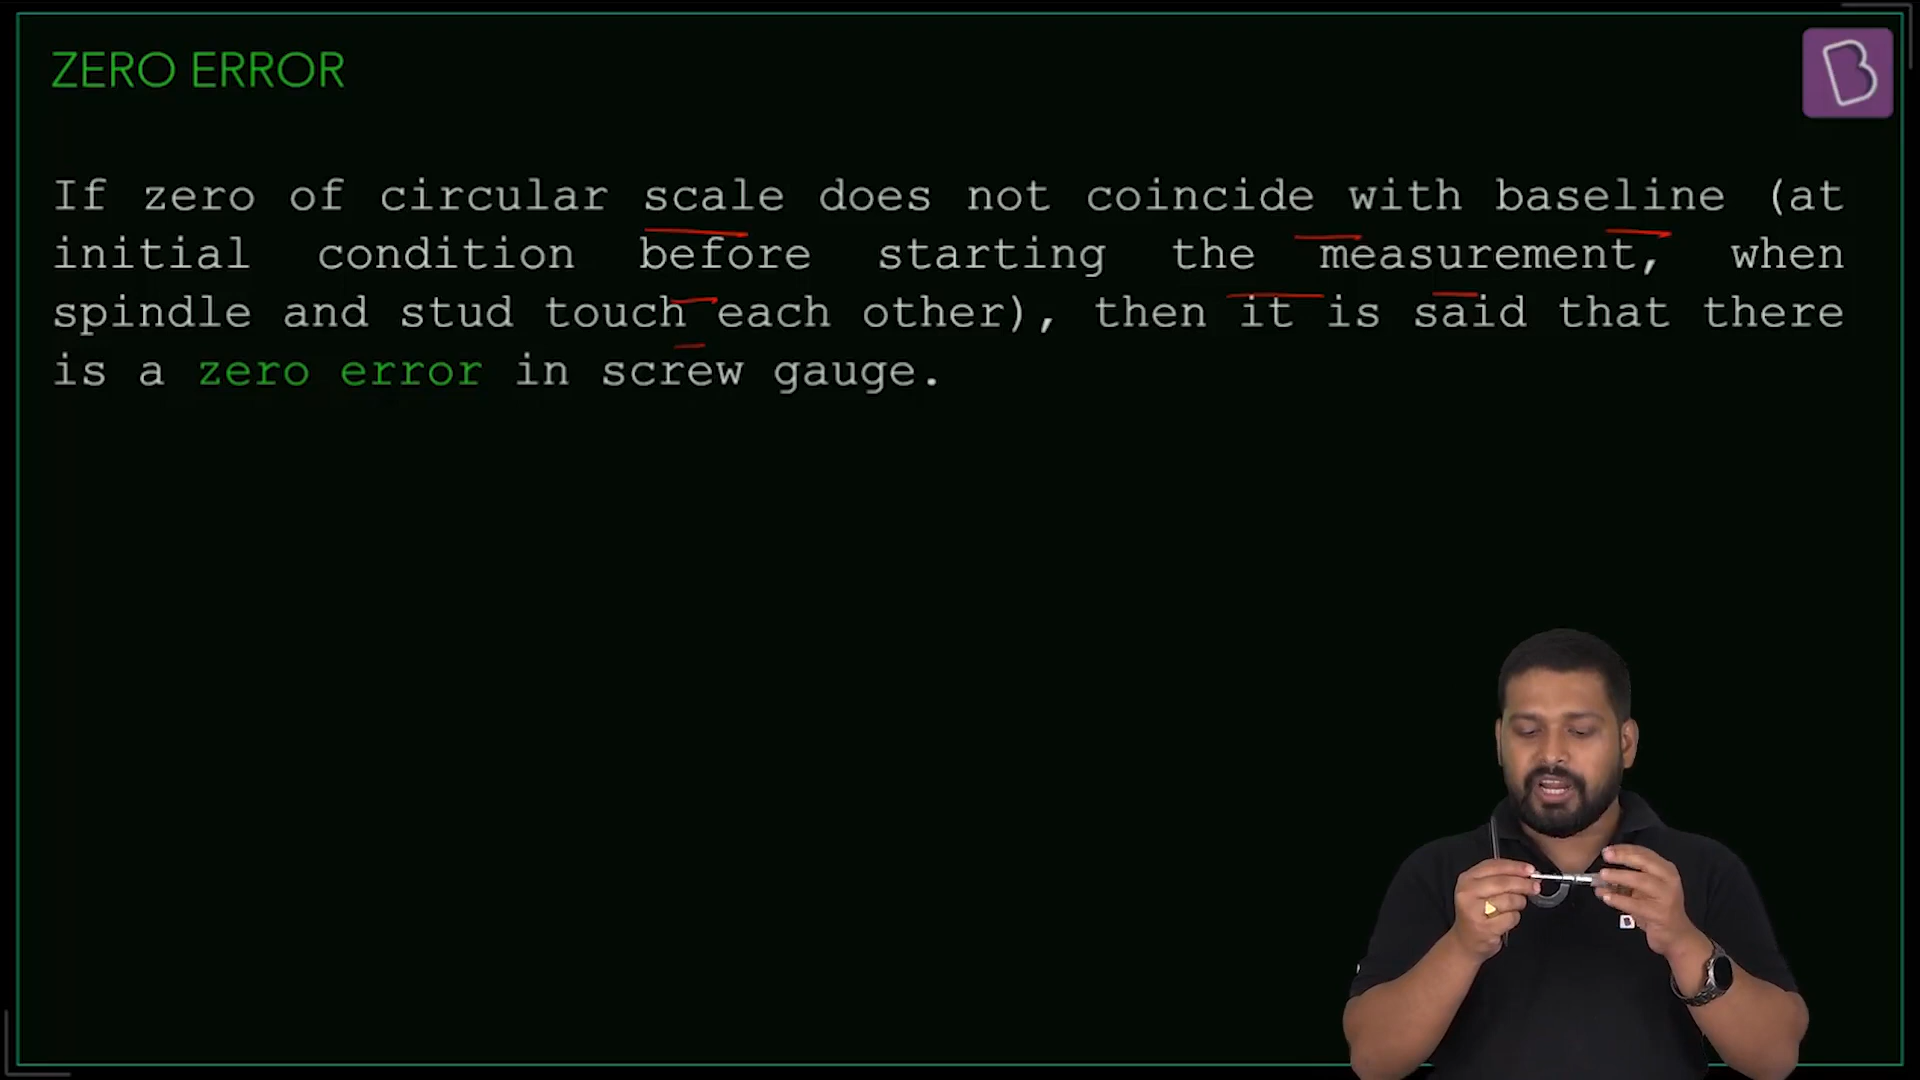 ZERO ERROR
If zero of circular scale does not coincide with baseline (at
initial condition before starting the measurement, when
spindle and stud touch each other), then it is said that there
is a zero error in screw gauge.